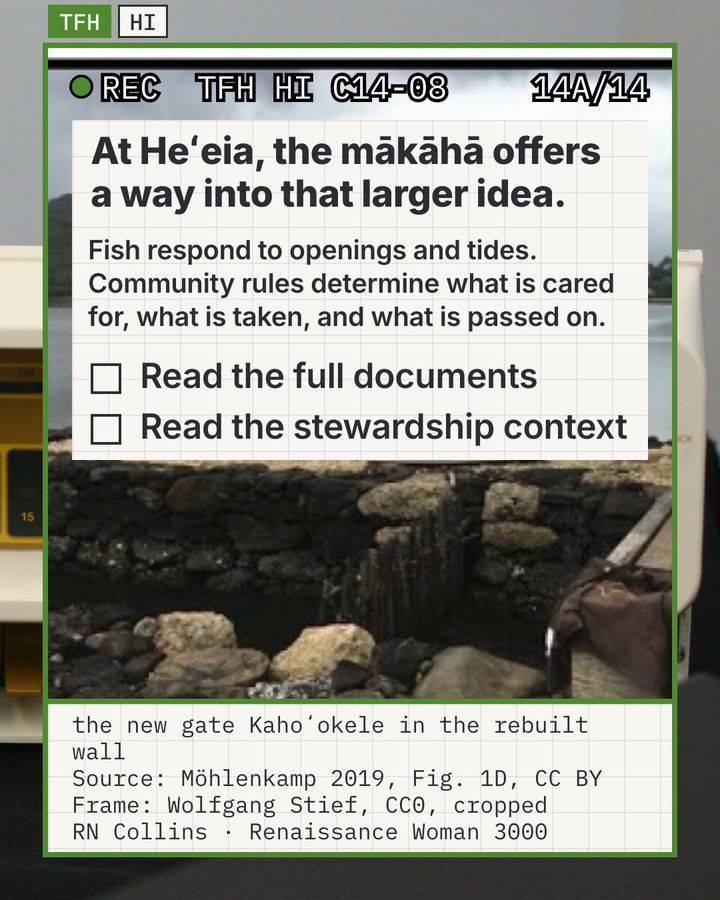 TFH HI
REC TFH HI C14-08 14A/14
At Heʻeia, the mākāhā offers
a way into that larger idea.
Fish respond to openings and tides.
Community rules determine what is cared
for, what is taken, and what is passed on.
Read the full documents
Read the stewardship context
15
the new gate Kahoʻokele in the rebuilt
wall
Source: Möhlenkamp 2019, Fig. 1D, CC BY
Frame: Wolfgang Stief, CC0, cropped
RN Collins · Renaissance Woman 3000